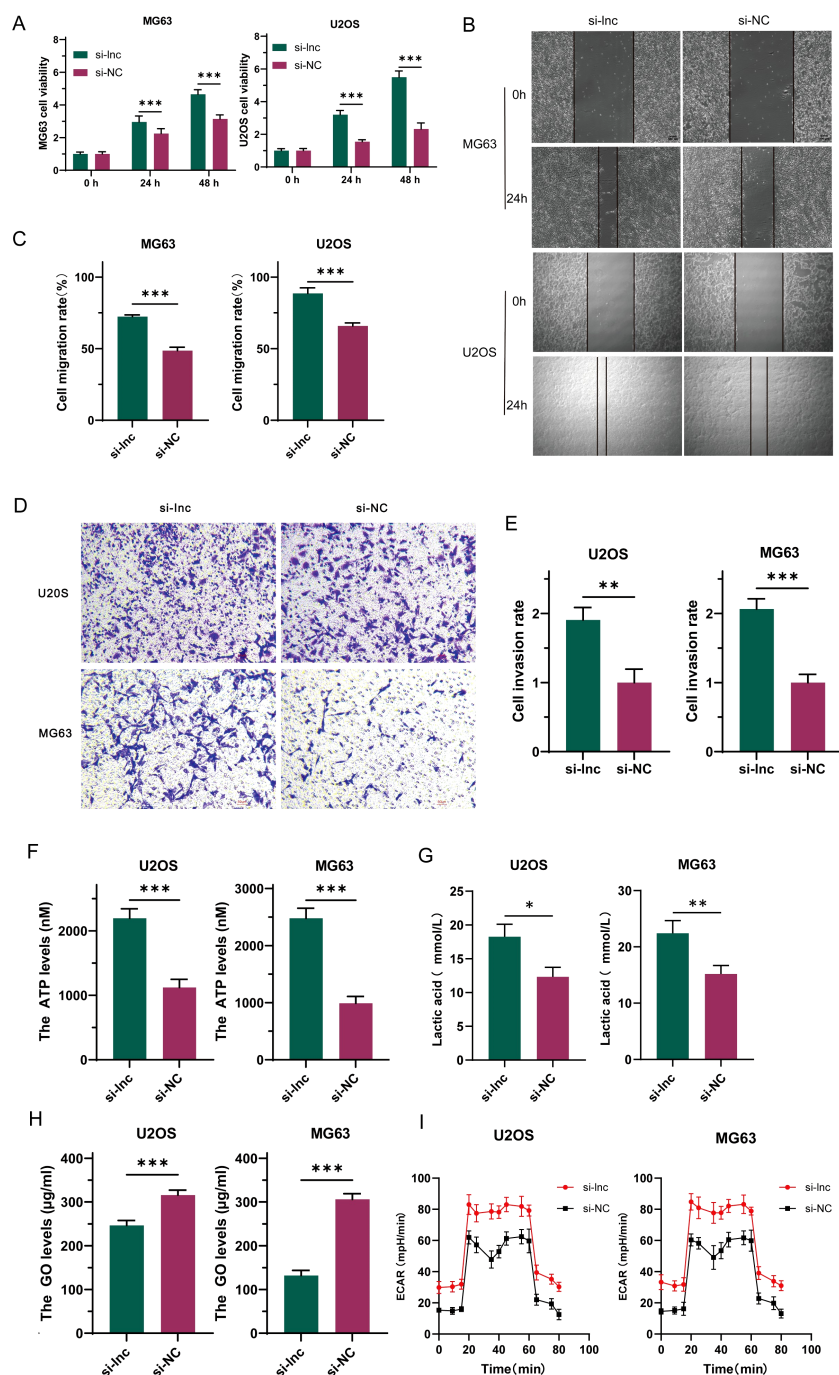 A
MG63
si-lnc
si-NC
MG63 cell viability
8
6
4
2
0
***
***
0 h
24 h
48 h
U2OS
si-lnc
si-NC
U2OS cell viability
8
6
4
2
0
***
***
0 h
24 h
48 h
B
si-lnc
si-NC
MG63
0h
24h
U2OS
0h
24h
C
MG63
Cell migration rate(%)
100
50
0
***
si-lnc
si-NC
U2OS
Cell migration rate(%)
100
50
0
***
si-lnc
si-NC
D
si-lnc
si-NC
U20S
MG63
E
U2OS
Cell invasion rate
2
1
0
**
si-lnc
si-NC
MG63
Cell invasion rate
2
1
0
***
si-lnc
si-NC
F
U2OS
The ATP levels (nM)
2000
1000
0
***
si-lnc
si-NC
MG63
The ATP levels (nM)
3000
2000
1000
0
***
si-lnc
si-NC
G
U2OS
Lactic acid( mmol/L)
25
20
15
10
5
0
*
si-lnc
si-NC
MG63
Lactic acid( mmol/L)
30
20
10
0
**
si-lnc
si-NC
H
U2OS
The GO levels (μg/ml)
400
300
200
100
0
***
si-lnc
si-NC
MG63
The GO levels (μg/ml)
400
300
200
100
0
***
si-lnc
si-NC
I
U2OS
si-lnc
si-NC
ECAR (mpH/min)
100
80
60
40
20
0
0
20
40
60
80
100
Time(min)
MG63
si-lnc
si-NC
ECAR (mpH/min)
100
80
60
40
20
0
0
20
40
60
80
100
Time(min)